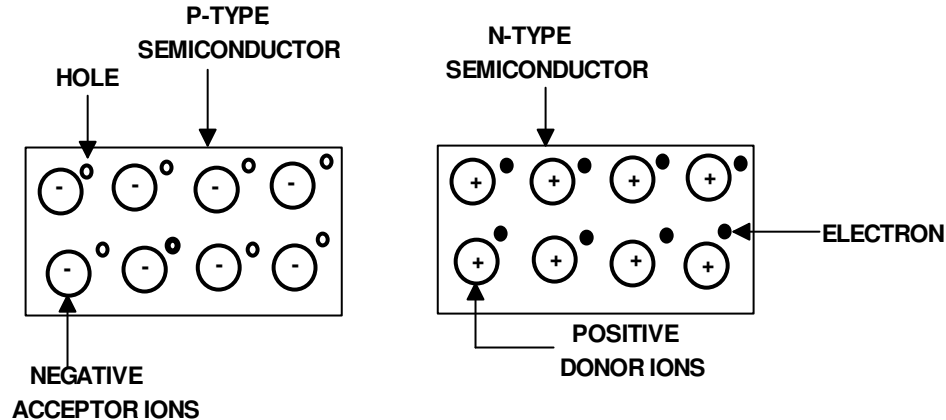 P-TYPE
SEMICONDUCTOR
HOLE
- - - -
- - - -
NEGATIVE
ACCEPTOR IONS
N-TYPE
SEMICONDUCTOR
+ + + +
+ + + +
ELECTRON
POSITIVE
DONOR IONS